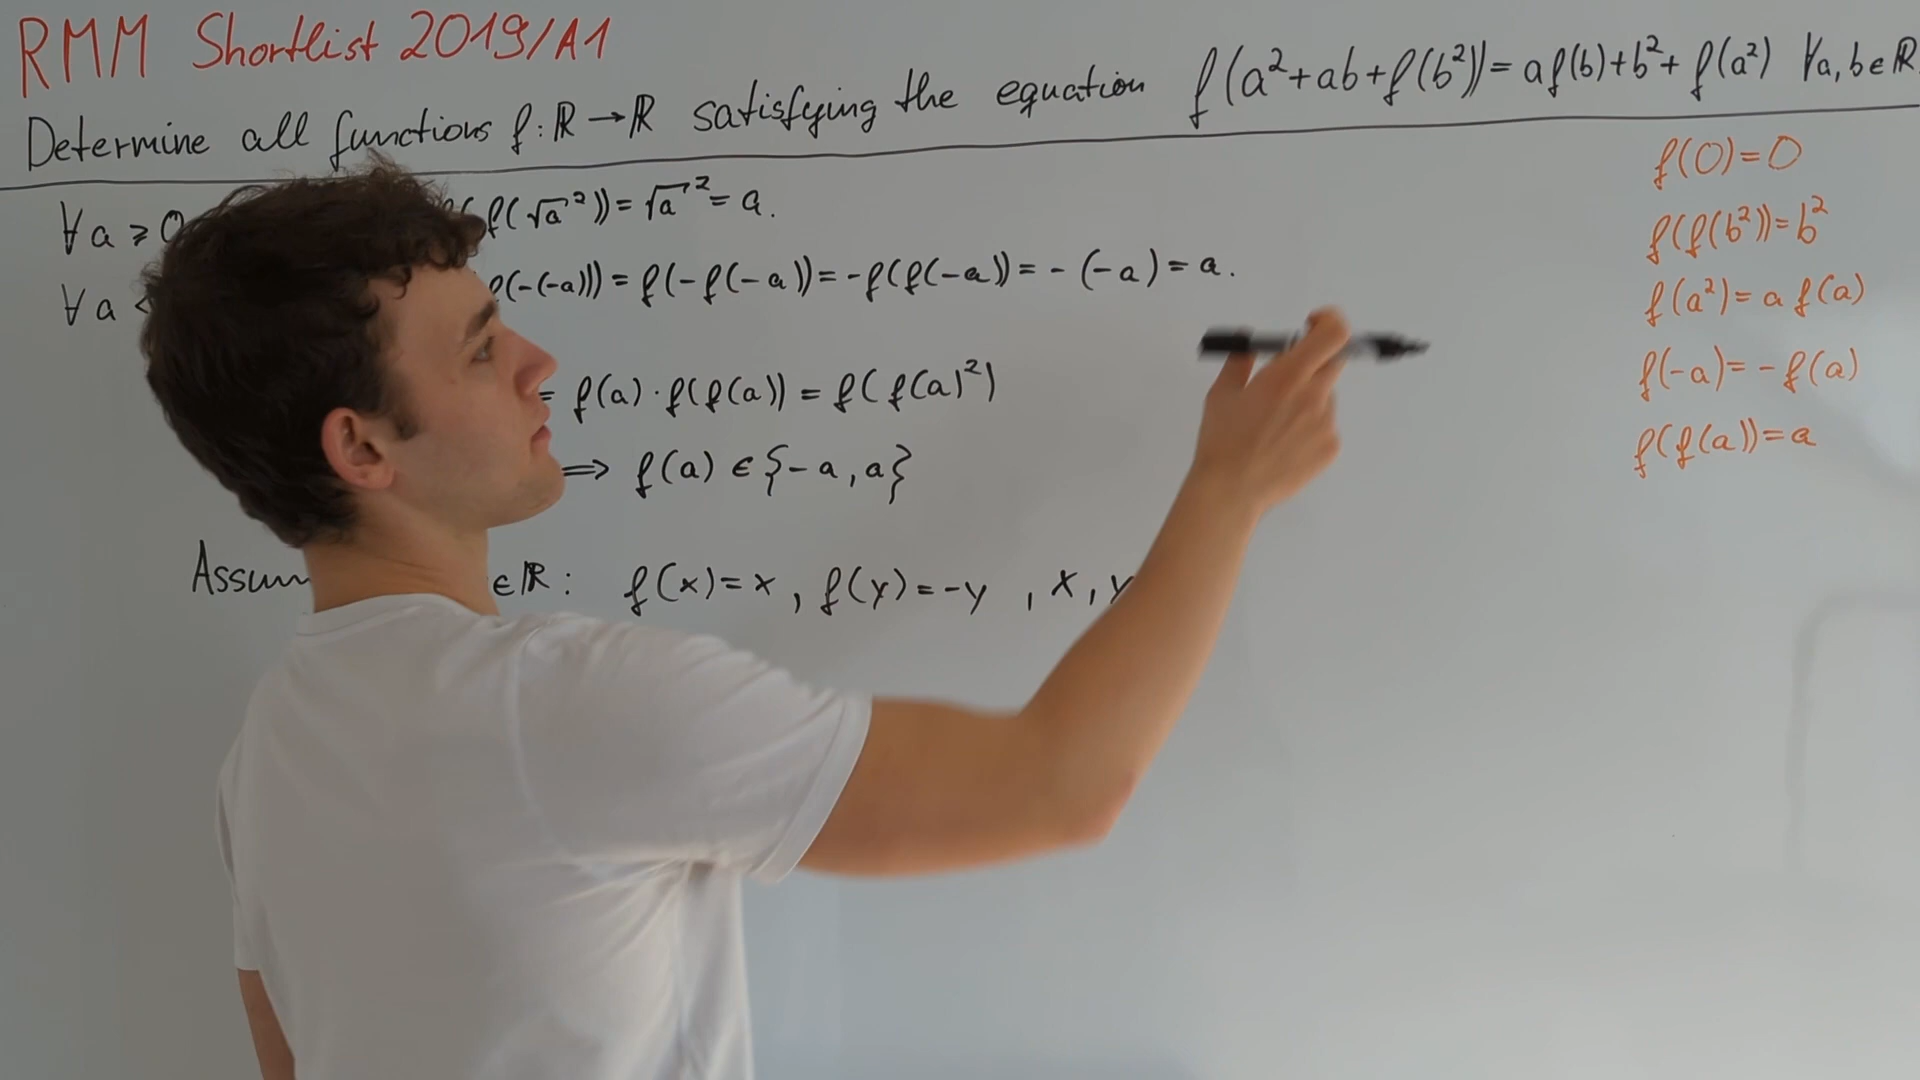 RMM Shortlist 2019/A1
Determine all functions f: ℝ → ℝ satisfying the equation f(a²+ab+f(b²)) = af(b)+b²+f(a²) ∀a,b∈ℝ.
∀a ⩾ 0 f(√a²)) = √a² = a.
∀a < f(-(-a))) = f(-f(-a)) = -f(f(-a)) = -(-a) = a.
= f(a)·f(f(a)) = f(f(a)²)
⟹ f(a) ∈ {-a, a}
∈ℝ: f(x)=x, f(y)=-y, x, y
f(0)=0
f(f(b²))=b²
f(a²)=a f(a)
f(-a)=-f(a)
f(f(a))=a